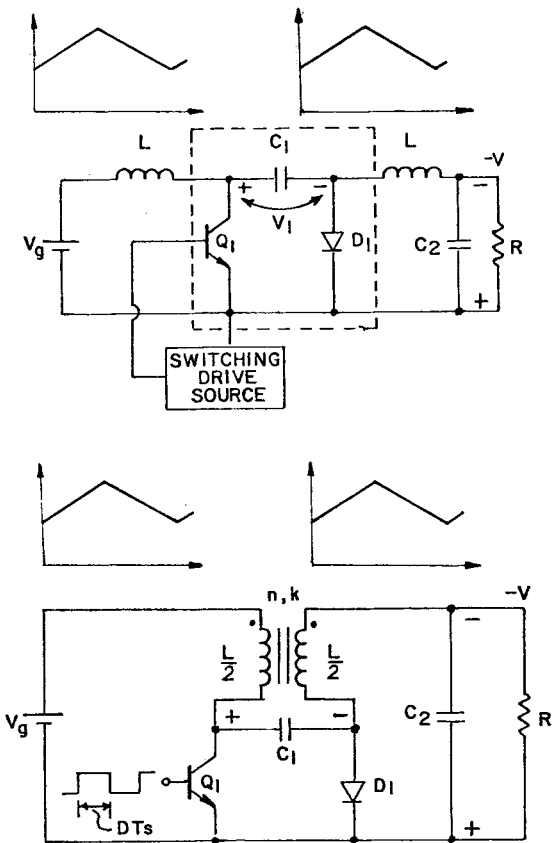 L
C1
L
-V
+
-
V1
-
Vg
Q1
D1
C2
R
+
SWITCHING
DRIVE
SOURCE
n, k
-V
-
L/2
L/2
Vg
+
-
C1
C2
R
Q1
D1
DTs
+